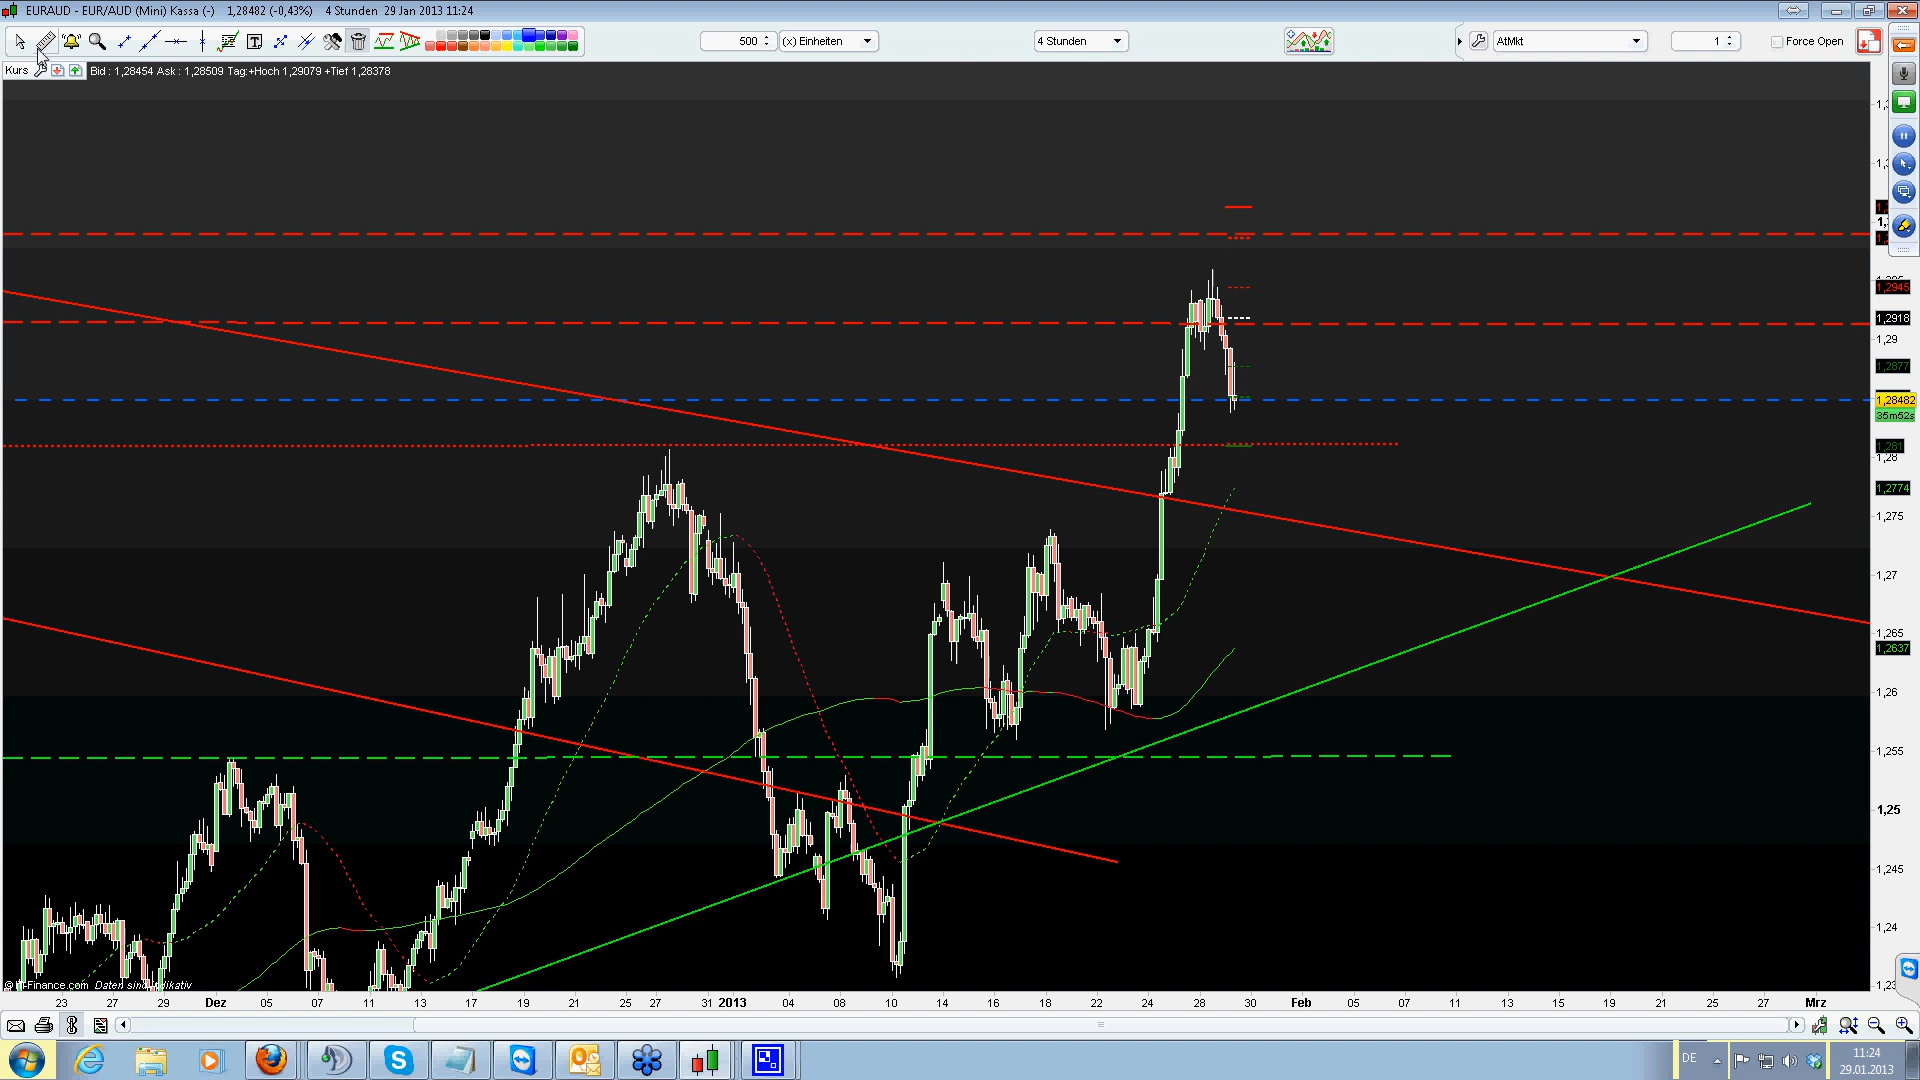 EURAUD - EUR/AUD (Mini) Kassa (-) 1,28482 (-0,43%) 4 Stunden 29 Jan 2013 11:24
500 (x) Einheiten 4 Stunden AtMkt 1 Force Open
Kurs Bid : 1,28454 Ask : 1,28509 Tag:+Hoch 1,29079 +Tief 1,28378
1,2945
1,2918
1,29
1,2877
1,28482
35m52s
1,281
1,28
1,2774
1,275
1,27
1,265
1,2637
1,26
1,255
1,25
1,245
1,24
© IT-Finance.com Daten sind indikativ
23 27 Dez 05 07 11 13 17 19 21 25 27 31 2013 04 08 10 14 16 18 22 24 28 30 Feb 05 07 11 13 15 19 21 25 27 Mrz
DE
11:24
29.01.2013